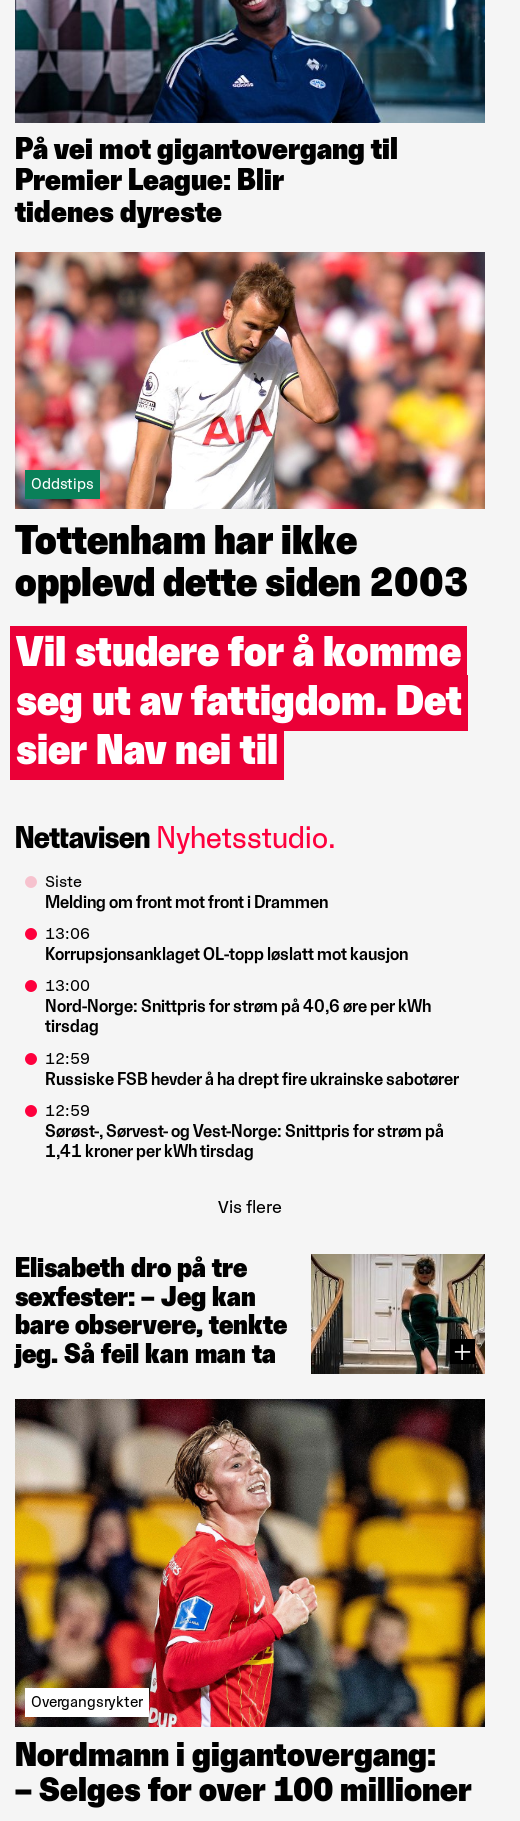 adidas
På vei mot gigantovergang til
Premier League: Blir
tidenes dyreste
AIA
Oddstips
Tottenham har ikke
opplevd dette siden 2003
Vil studere for å komme
seg ut av fattigdom. Det
sier Nav nei til
Nettavisen Nyhetsstudio.
Siste
Melding om front mot front i Drammen
13:06
Korrupsjonsanklaget OL-topp løslatt mot kausjon
13:00
Nord-Norge: Snittpris for strøm på 40,6 øre per kWh
tirsdag
12:59
Russiske FSB hevder å ha drept fire ukrainske sabotører
12:59
Sørøst-, Sørvest- og Vest-Norge: Snittpris for strøm på
1,41 kroner per kWh tirsdag
Vis flere
Elisabeth dro på tre
sexfester: – Jeg kan
bare observere, tenkte
jeg. Så feil kan man ta
Overgangsrykter
Nordmann i gigantovergang:
– Selges for over 100 millioner